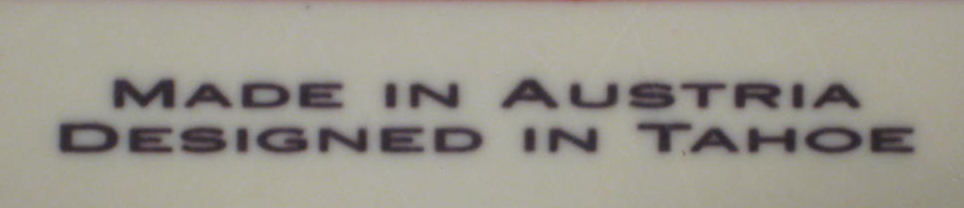 Made in Austria
Designed in Tahoe